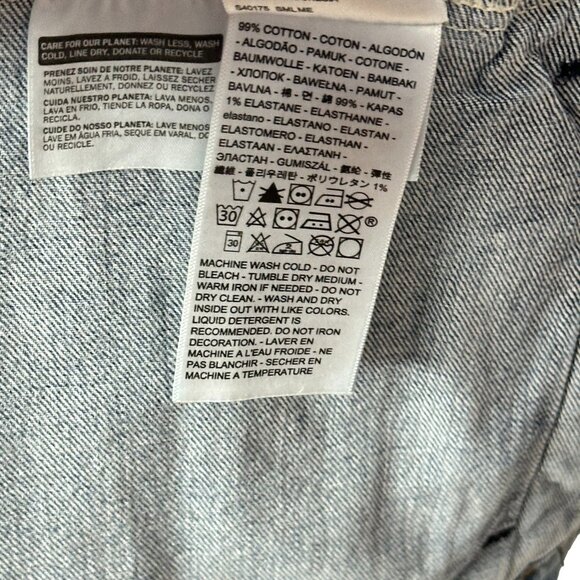 S40175 SMLME
CARE FOR OUR PLANET: WASH LESS, WASH
COLD, LINE DRY, DONATE OR RECYCLE
PRENEZ SOIN DE NOTRE PLANÈTE: LAVEZ
MOINS, LAVEZ A FROID, LAISSEZ SECHER
NATURELLEMENT, DONNEZ OU RECYCLEZ
CUIDA NUESTRO PLANETA: LAVA MENOS,
LAVA EN FRIO, TIENDE LA ROPA, DONA O
RECICLA.
CUIDE DO NOSSO PLANETA: LAVE MENOS,
LAVE EM ÁGUA FRIA, SEQUE EM VARAL, DO
OU RECICLE.
99% COTTON - COTON - ALGODÓN
- ALGODÃO - PAMUK - COTONE -
BAUMWOLLE - KATOEN - BAMBAKI
- ХЛОПОК - BAWEŁNA - PAMUT -
BAVLNA - 棉 - 면 - 綿 99% - KAPAS
1% ELASTANE - ELASTHANNE -
elastano - ELASTANO - ELASTAN -
ELASTOMERO - ELASTHAN -
ELASTAAN - ΕΛΑΣΤΑΝΗ -
ЭЛАСТАН - GUMISZÁL - 氨纶 - 彈性
纖維 - 폴리우레탄 - ポリウレタン 1%
30
®
30
MACHINE WASH COLD - DO NOT
BLEACH - TUMBLE DRY MEDIUM -
WARM IRON IF NEEDED - DO NOT
DRY CLEAN. - WASH AND DRY
INSIDE OUT WITH LIKE COLORS.
LIQUID DETERGENT IS
RECOMMENDED. DO NOT IRON
DECORATION. - LAVER EN
MACHINE A L'EAU FROIDE - NE
PAS BLANCHIR - SECHER EN
MACHINE A TEMPERATURE